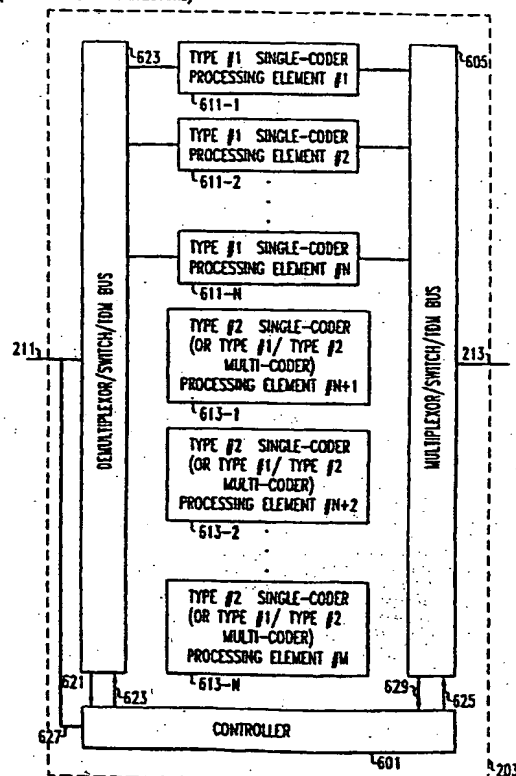 623
605
TYPE #1 SINGLE-CODER
PROCESSING ELEMENT #1
611-1
TYPE #1 SINGLE-CODER
PROCESSING ELEMENT #2
611-2
TYPE #1 SINGLE-CODER
PROCESSING ELEMENT #N
611-N
DEMULTIPLEXOR/SWITCH/TDM BUS
MULTIPLEXOR/SWITCH/TDM BUS
211
213
TYPE #2 SINGLE-CODER
(OR TYPE #1/ TYPE #2
MULTI-CODER)
PROCESSING ELEMENT #N+1
613-1
TYPE #2 SINGLE-CODER
(OR TYPE #1/ TYPE #2
MULTI-CODER)
PROCESSING ELEMENT #N+2
613-2
TYPE #2 SINGLE-CODER
(OR TYPE #1/ TYPE #2
MULTI-CODER)
PROCESSING ELEMENT #M
613-N
621
623
629
625
627
CONTROLLER
601
203